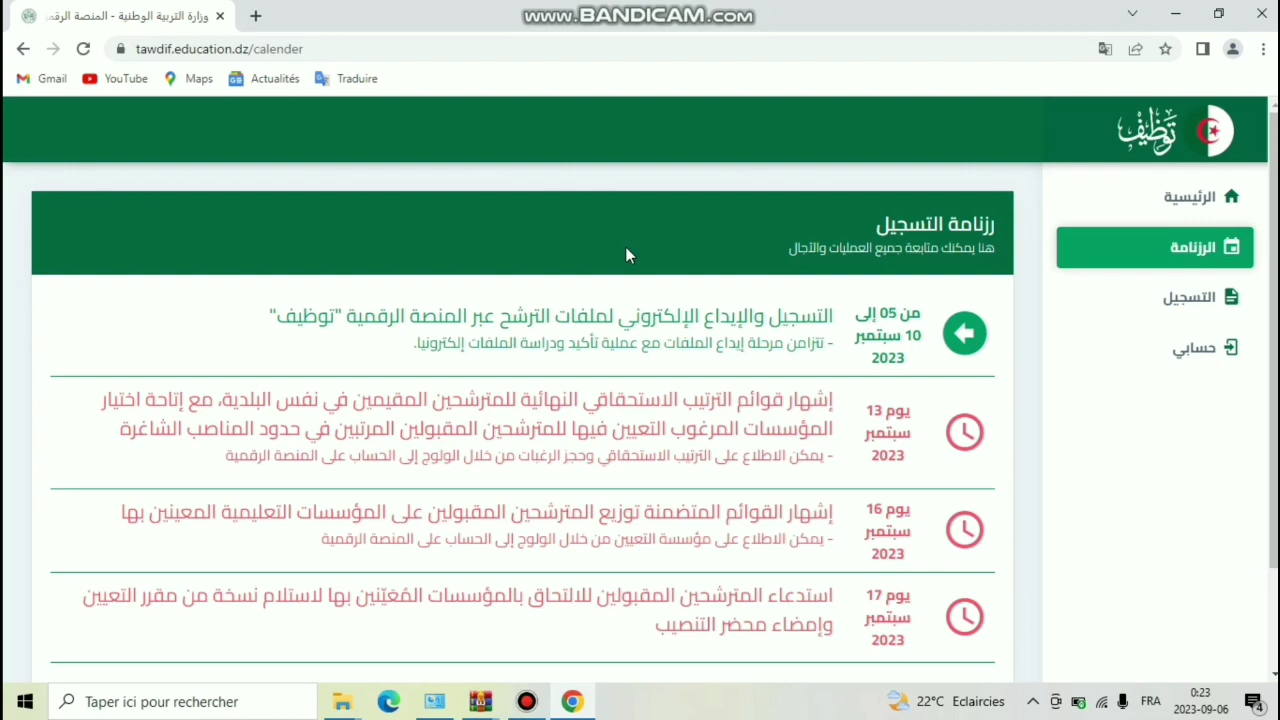 وزارة التربية الوطنية - المنصة الرقم
www.BANDICAM.com
tawdif.education.dz/calender
Gmail
YouTube
Maps
Actualités
Traduire
توظيف
الرئيسية
الرزنامة
التسجيل
حسابي
رزنامة التسجيل
هنا يمكنك متابعة جميع العمليات والآجال
من 05 إلى
10 سبتمبر
2023
التسجيل والإيداع الإلكتروني لملفات الترشح عبر المنصة الرقمية "توظيف"
- تتزامن مرحلة إيداع الملفات مع عملية تأكيد ودراسة الملفات إلكترونيا.
يوم 13
سبتمبر
2023
إشهار قوائم الترتيب الاستحقاقي النهائية للمترشحين المقيمين في نفس البلدية، مع إتاحة اختيار
المؤسسات المرغوب التعيين فيها للمترشحين المقبولين المرتبين في حدود المناصب الشاغرة
- يمكن الاطلاع على الترتيب الاستحقاقي وحجز الرغبات من خلال الولوج إلى الحساب على المنصة الرقمية
يوم 16
سبتمبر
2023
إشهار القوائم المتضمنة توزيع المترشحين المقبولين على المؤسسات التعليمية المعينين بها
- يمكن الاطلاع على مؤسسة التعيين من خلال الولوج إلى الحساب على المنصة الرقمية
يوم 17
سبتمبر
2023
استدعاء المترشحين المقبولين للالتحاق بالمؤسسات المُعَيّنين بها لاستلام نسخة من مقرر التعيين
وإمضاء محضر التنصيب
Taper ici pour rechercher
22°C Eclaircies
FRA
0:23
2023-09-06
4